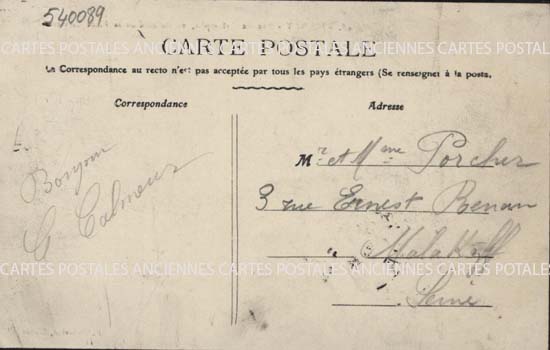 540089
CARTE POSTALE
CARTES POSTALES ANCIENNES CARTES POSTALES ANCIENNES CARTES POSTALES
La Correspondance au recto n'est pas acceptée par tous les pays étrangers (Se renseigner à la poste.
Correspondance
Adresse
Bonjour
G Calmeur
Mr et Mme Porcher
3 rue Ernest Renan
Malakoff
Seine
CARTES POSTALES ANCIENNES CARTES POSTALES ANCIENNES CARTES POTALES